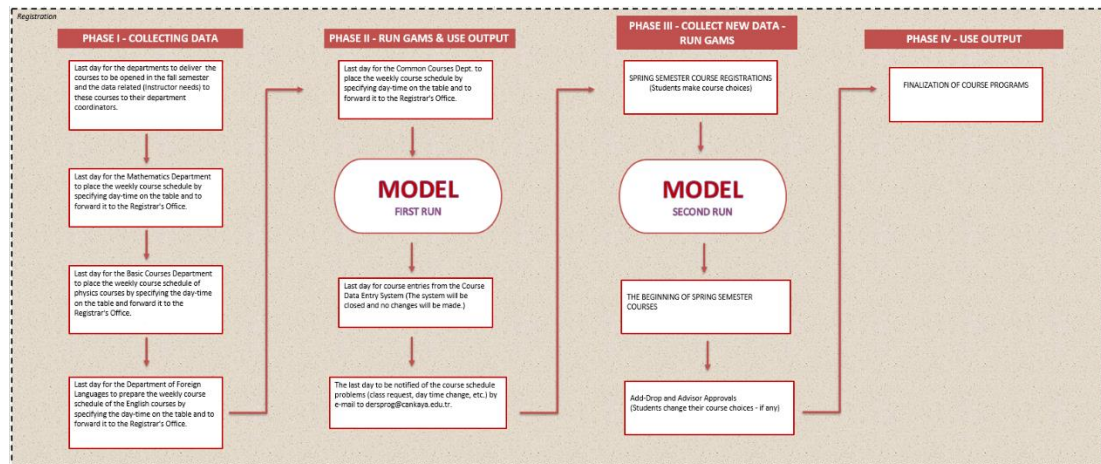 Registration
PHASE I - COLLECTING DATA
Last day for the departments to deliver the
courses to be opened in the fall semester
and the data related (Instructor needs) to
these courses to their department
coordinators.
Last day for the Mathematics Department
to place the weekly course schedule by
specifying day-time on the table and to
forward it to the Registrar's Office.
Last day for the Basic Courses Department
to place the weekly course schedule of
physics courses by specifying the day-time
on the table and forward it to the
Registrar's Office.
Last day for the Department of Foreign
Languages to prepare the weekly course
schedule of the English courses by
specifying the day-time on the table and to
forward it to the Registrar's Office.
PHASE II - RUN GAMS & USE OUTPUT
Last day for the Common Courses Dept. to
place the weekly course schedule by
specifying day-time on the table and to
forward it to the Registrar's Office.
MODEL
FIRST RUN
Last day for course entries from the Course
Data Entry System (The system will be
closed and no changes will be made.)
The last day to be notified of the course schedule
problems (class request, day time change, etc.) by
e-mail to dersprog@cankaya.edu.tr.
PHASE III - COLLECT NEW DATA -
RUN GAMS
SPRING SEMESTER COURSE REGISTRATIONS
(Students make course choices)
MODEL
SECOND RUN
THE BEGINNING OF SPRING SEMESTER
COURSES
Add-Drop and Advisor Approvals
(Students change their course choices - if any)
PHASE IV - USE OUTPUT
FINALIZATION OF COURSE PROGRAMS